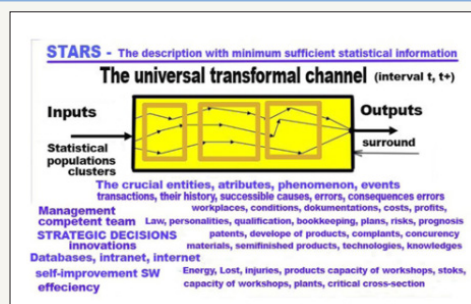 STARS - The description with minimum sufficient statistical information
The universal transformal channel (interval t, t+)
Inputs
Outputs
Statistical
populations
clusters
surround
The crucial entities, atributes, phenomenon, events
transactions, their history, successible causes, errors, consequences errors
Management
workplaces, conditions, dokumentations, costs, profits,
competent team
Law, personalities, qualification, bookkeeping, plans, risks, prognosis
STRATEGIC DECISIONS
patents, develope of products, complants, concurency
innovations
materials, semifinished products, technologies, knowledges
Databases, intranet, internet
self-improvement SW
Energy, Lost, injuries, products capacity of workshops, stoks,
effeciency
capacity of workshops, plants, critical cross-section